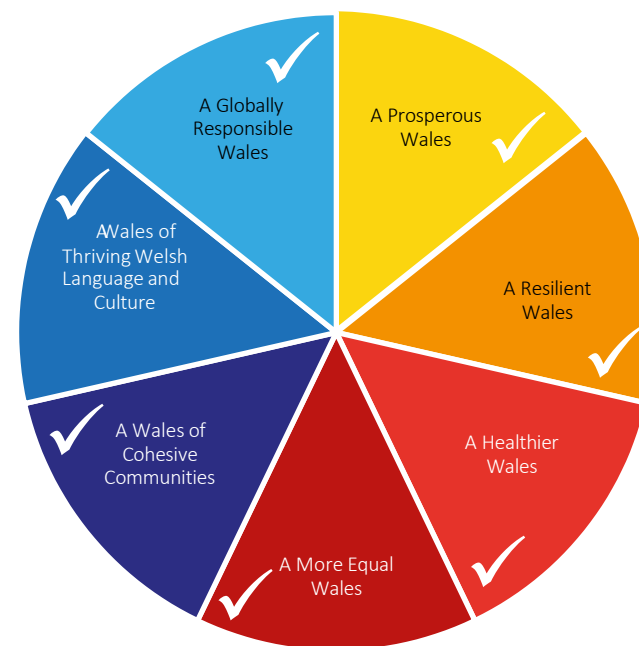 A Globally
Responsible
Wales
A Prosperous
Wales
A Resilient
Wales
A Healthier
Wales
A More Equal
Wales
A Wales of
Cohesive
Communities
AWales of
Thriving Welsh
Language and
Culture